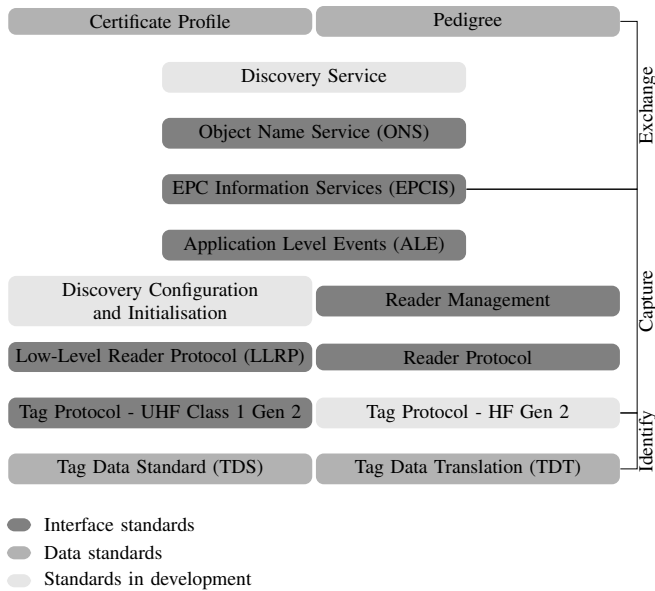 Certificate Profile
Pedigree
Discovery Service
Object Name Service (ONS)
EPC Information Services (EPCIS)
Application Level Events (ALE)
Discovery Configuration
and Initialisation
Reader Management
Low-Level Reader Protocol (LLRP)
Reader Protocol
Tag Protocol - UHF Class 1 Gen 2
Tag Protocol - HF Gen 2
Tag Data Standard (TDS)
Tag Data Translation (TDT)
Exchange
Capture
Identify
Interface standards
Data standards
Standards in development